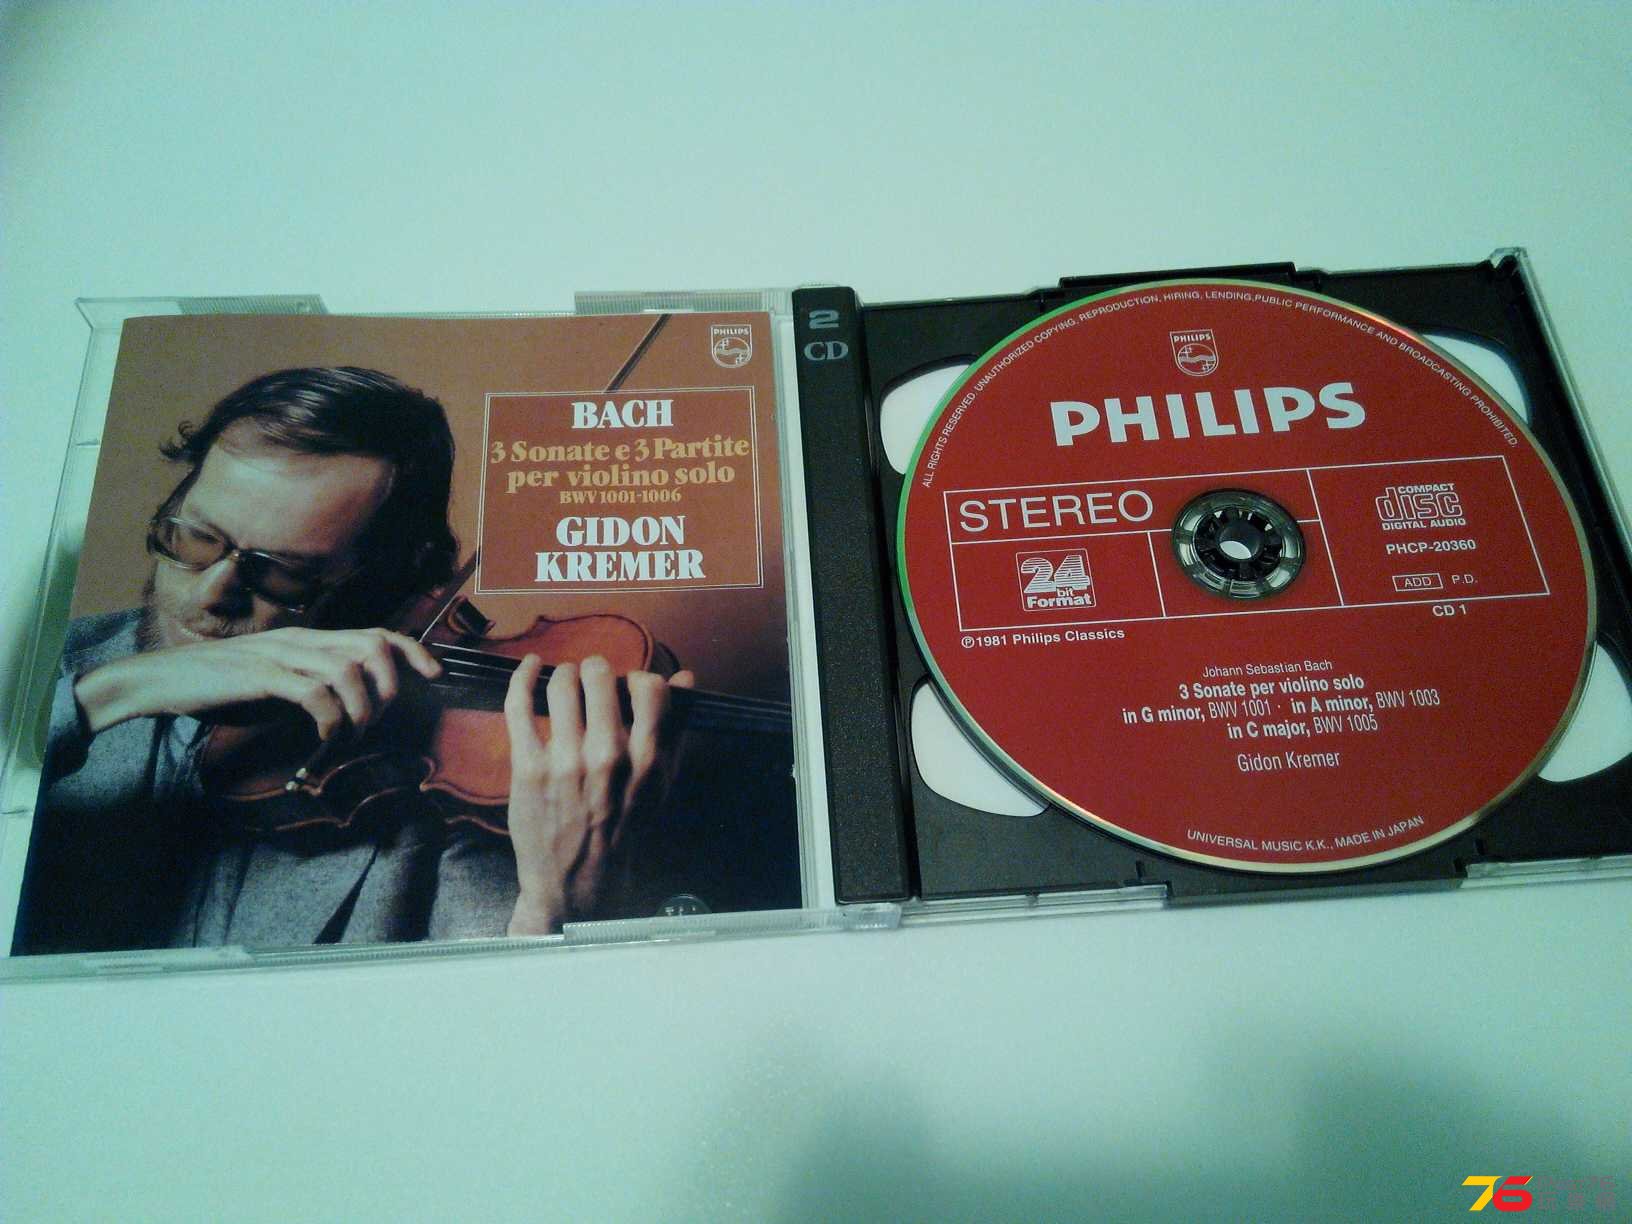 PHILIPS
BACH
3 Sonate e 3 Partite
per violino solo
BWV 1001-1006
GIDON
KREMER
2
CD
ALL RIGHTS RESERVED. UNAUTHORIZED COPYING, REPRODUCTION, HIRING, LENDING, PUBLIC PERFORMANCE AND BROADCASTING PROHIBITED.
PHILIPS
PHILIPS
STEREO
24
bit
Format
COMPACT
disc
DIGITAL AUDIO
PHCP-20360
ADD P.D.
CD 1
℗1981 Philips Classics
Johann Sebastian Bach
3 Sonate per violino solo
in G minor, BWV 1001 · in A minor, BWV 1003
in C major, BWV 1005
Gidon Kremer
UNIVERSAL MUSIC K.K., MADE IN JAPAN
76